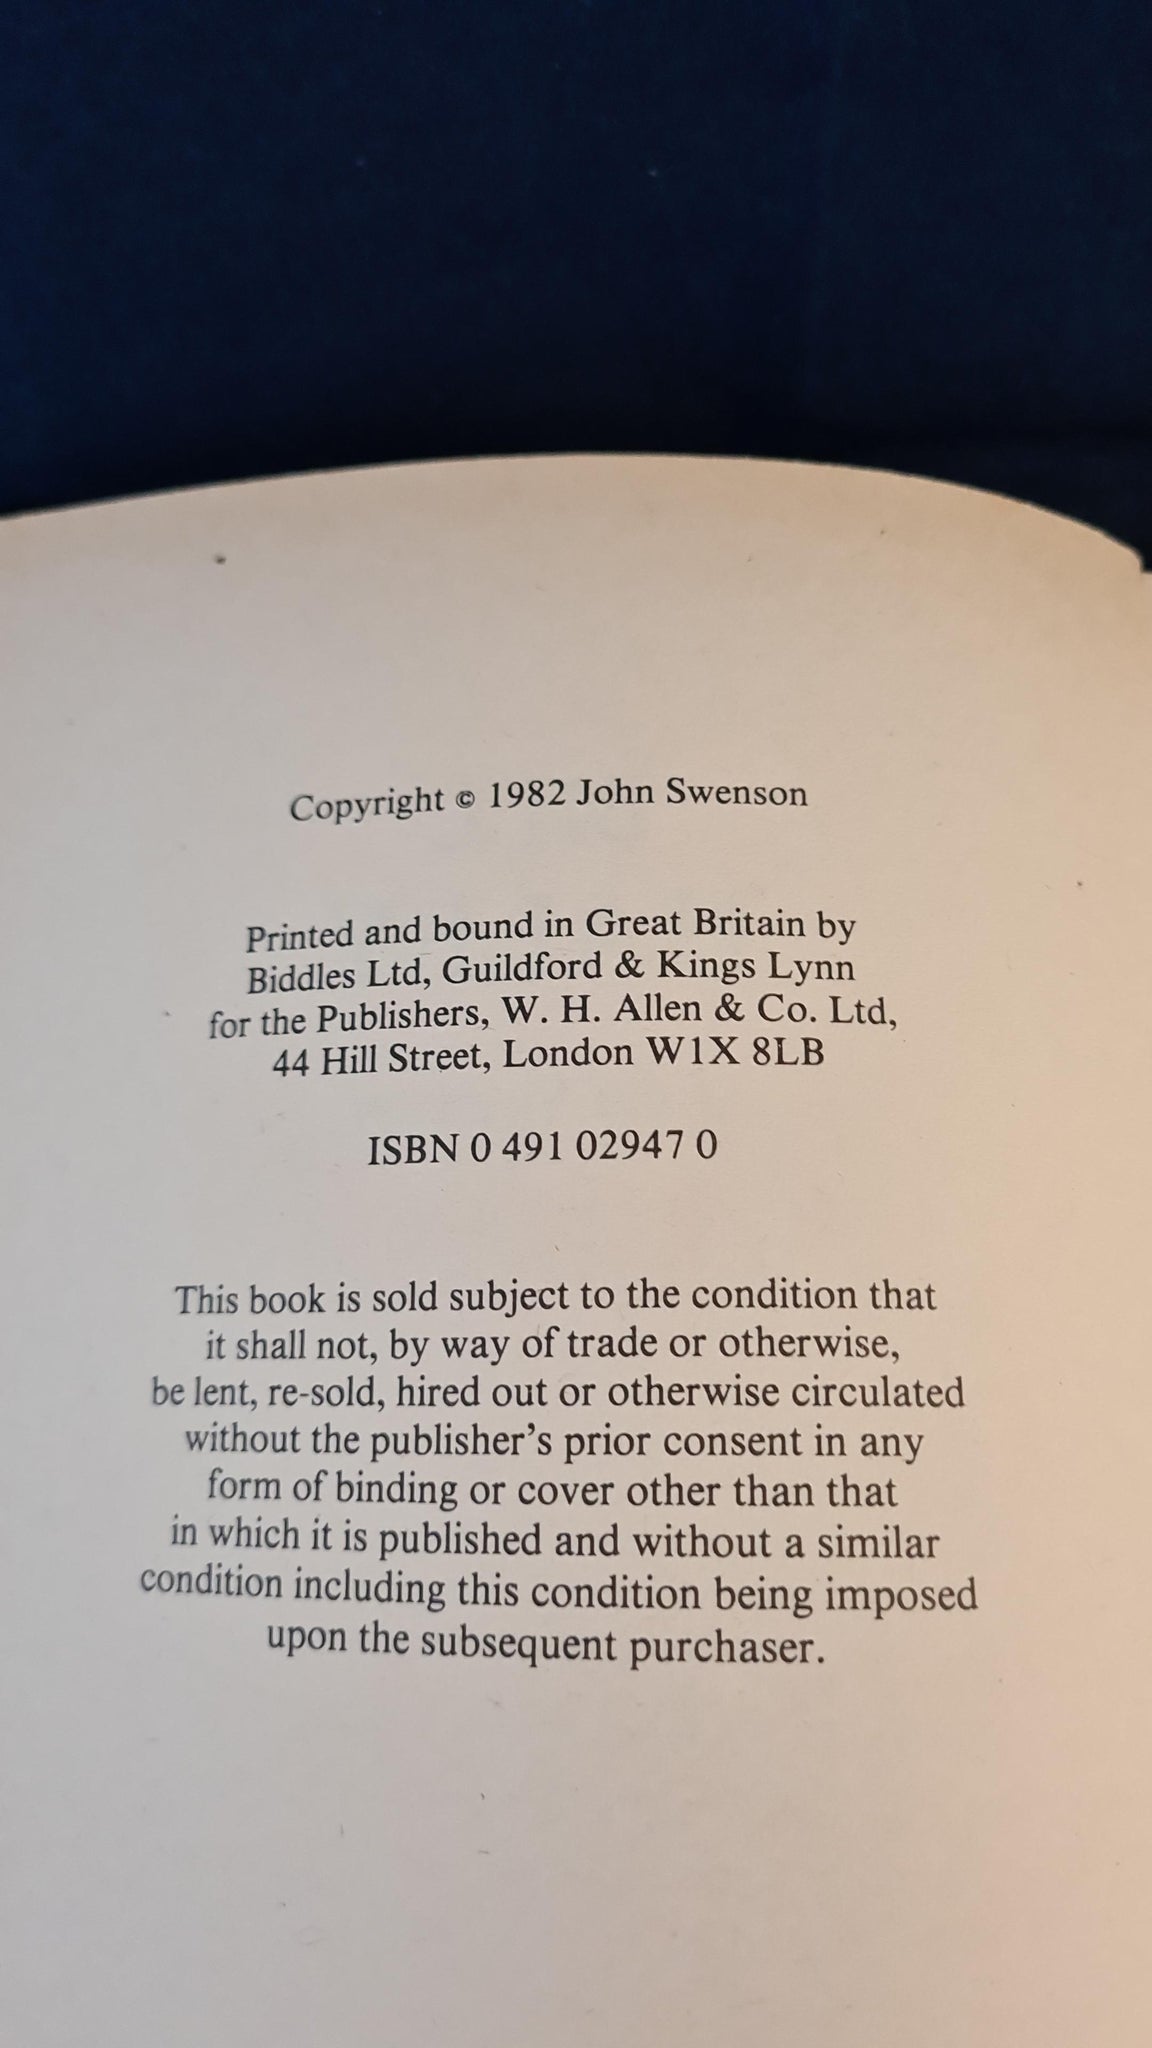 Copyright © 1982 John Swenson
Printed and bound in Great Britain by
Biddles Ltd, Guildford & Kings Lynn
for the Publishers, W. H. Allen & Co. Ltd,
44 Hill Street, London W1X 8LB
ISBN 0 491 02947 0
This book is sold subject to the condition that
it shall not, by way of trade or otherwise,
be lent, re-sold, hired out or otherwise circulated
without the publisher's prior consent in any
form of binding or cover other than that
in which it is published and without a similar
condition including this condition being imposed
upon the subsequent purchaser.